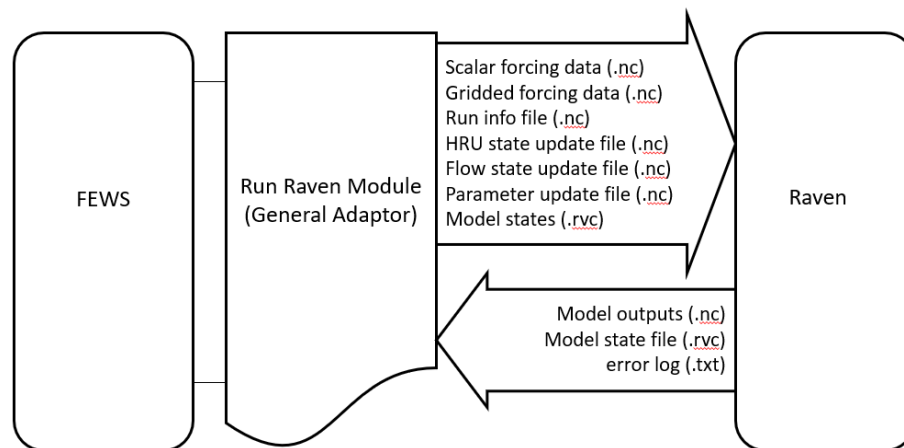 FEWS
Run Raven Module
(General Adaptor)
Scalar forcing data (.nc)
Gridded forcing data (.nc)
Run info file (.nc)
HRU state update file (.nc)
Flow state update file (.nc)
Parameter update file (.nc)
Model states (.rvc)
Raven
Model outputs (.nc)
Model state file (.rvc)
error log (.txt)